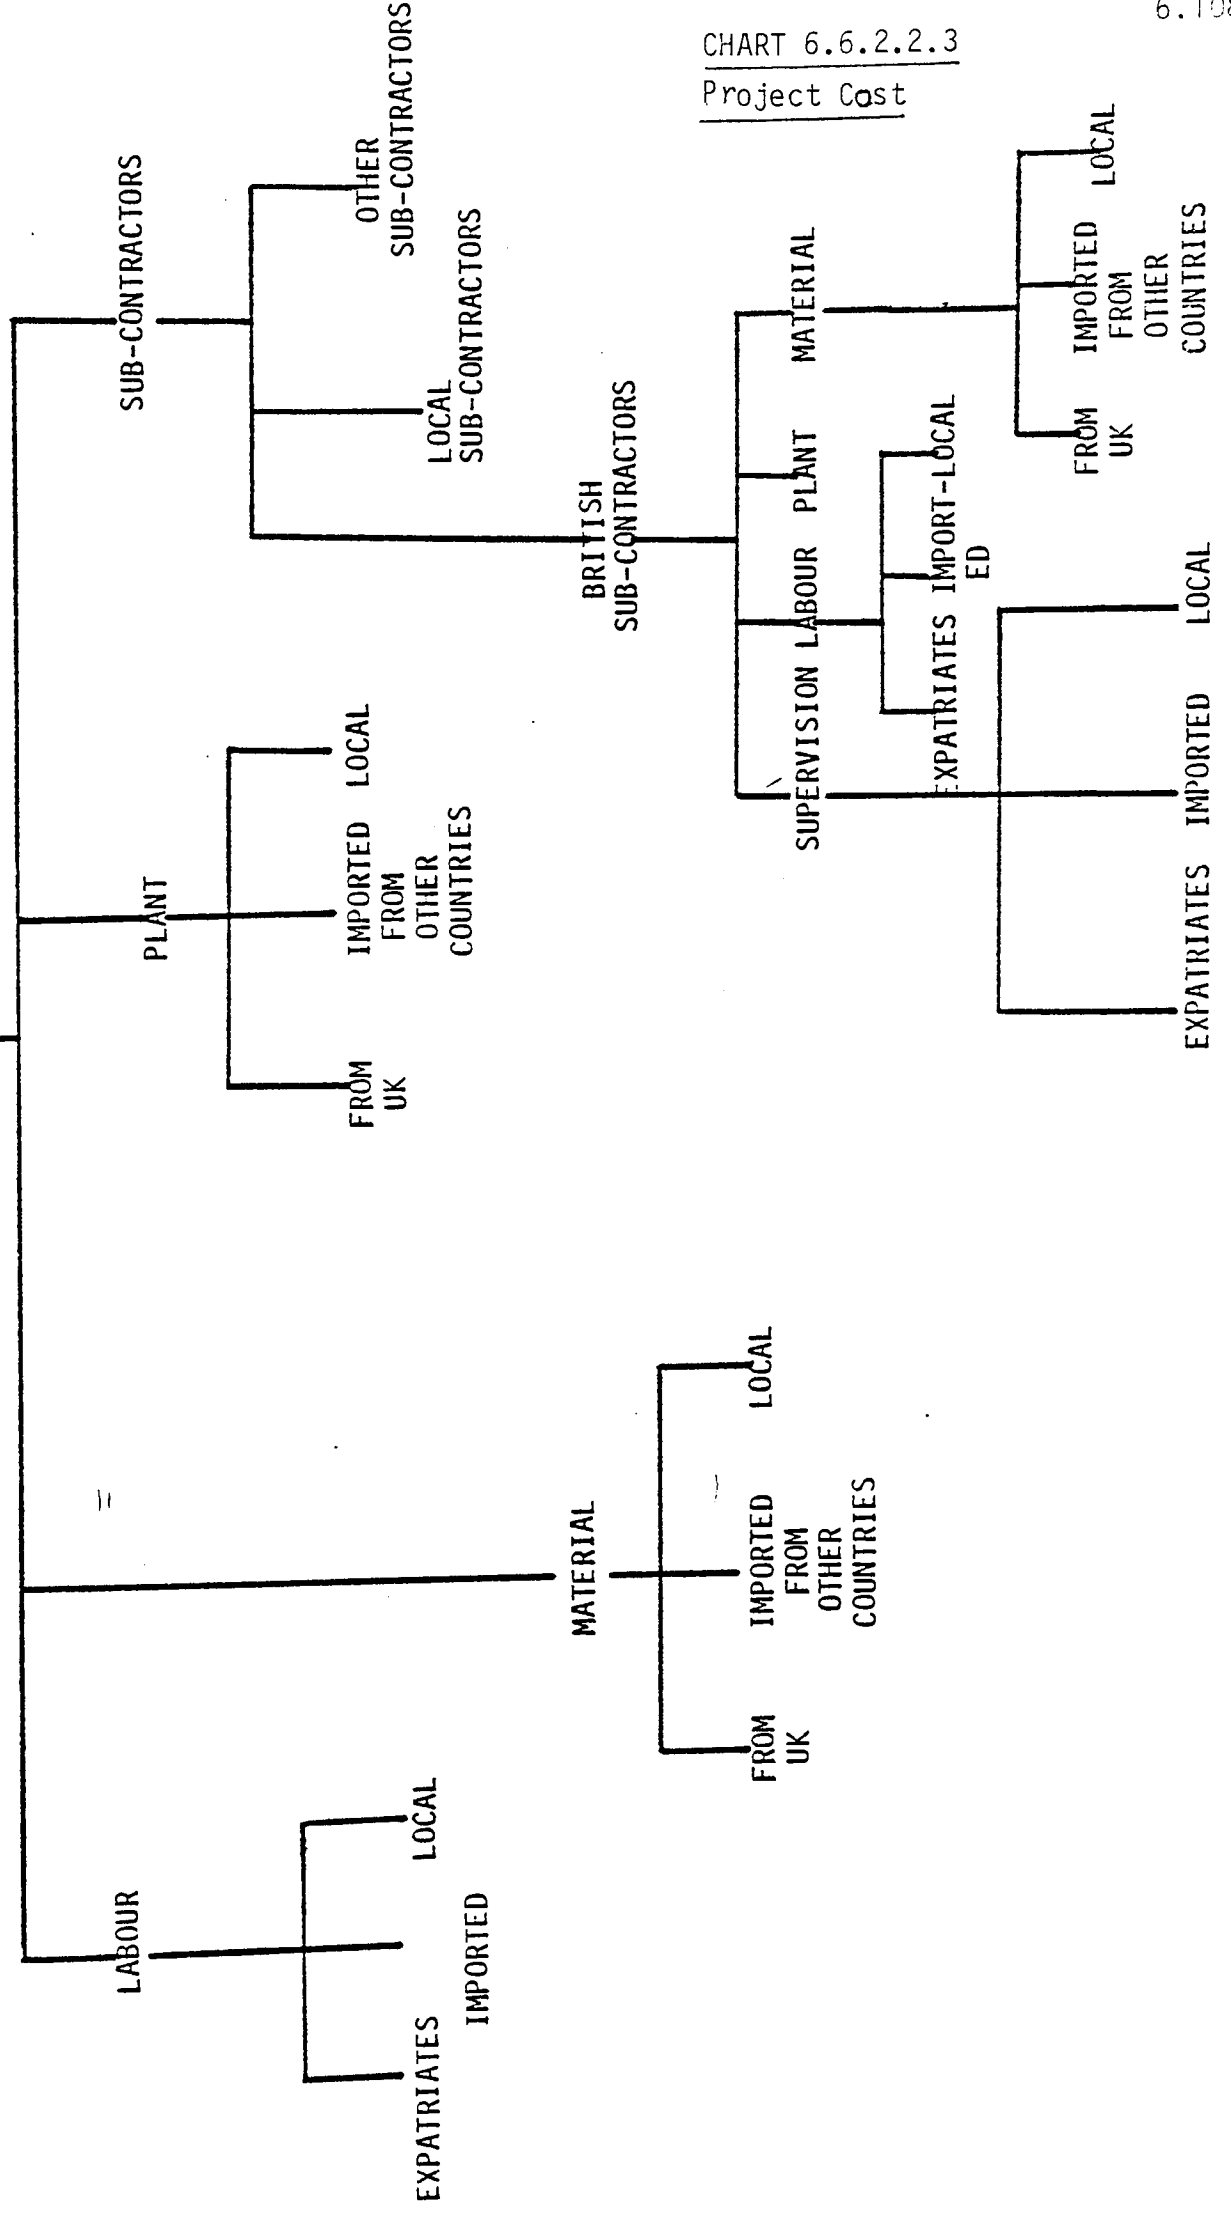 6.108
CHART 6.6.2.2.3
Project Cost
LABOUR
EXPATRIATES
IMPORTED
LOCAL
MATERIAL
FROM
UK
IMPORTED
FROM
OTHER
COUNTRIES
LOCAL
PLANT
FROM
UK
IMPORTED
FROM
OTHER
COUNTRIES
LOCAL
SUB-CONTRACTORS
BRITISH
SUB-CONTRACTORS
LOCAL
SUB-CONTRACTORS
OTHER
SUB-CONTRACTORS
SUPERVISION LABOUR PLANT MATERIAL
EXPATRIATES IMPORT-LOCAL
ED
EXPATRIATES IMPORTED LOCAL
FROM
UK
IMPORTED
FROM
OTHER
COUNTRIES
LOCAL